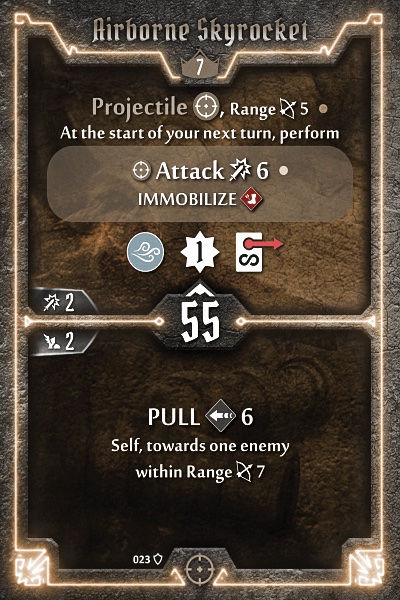 Airborne Skyrocket
7
Projectile, Range 5
At the start of your next turn, perform
Attack 6
IMMOBILIZE
1
2
55
2
PULL 6
Self, towards one enemy
within Range 7
023